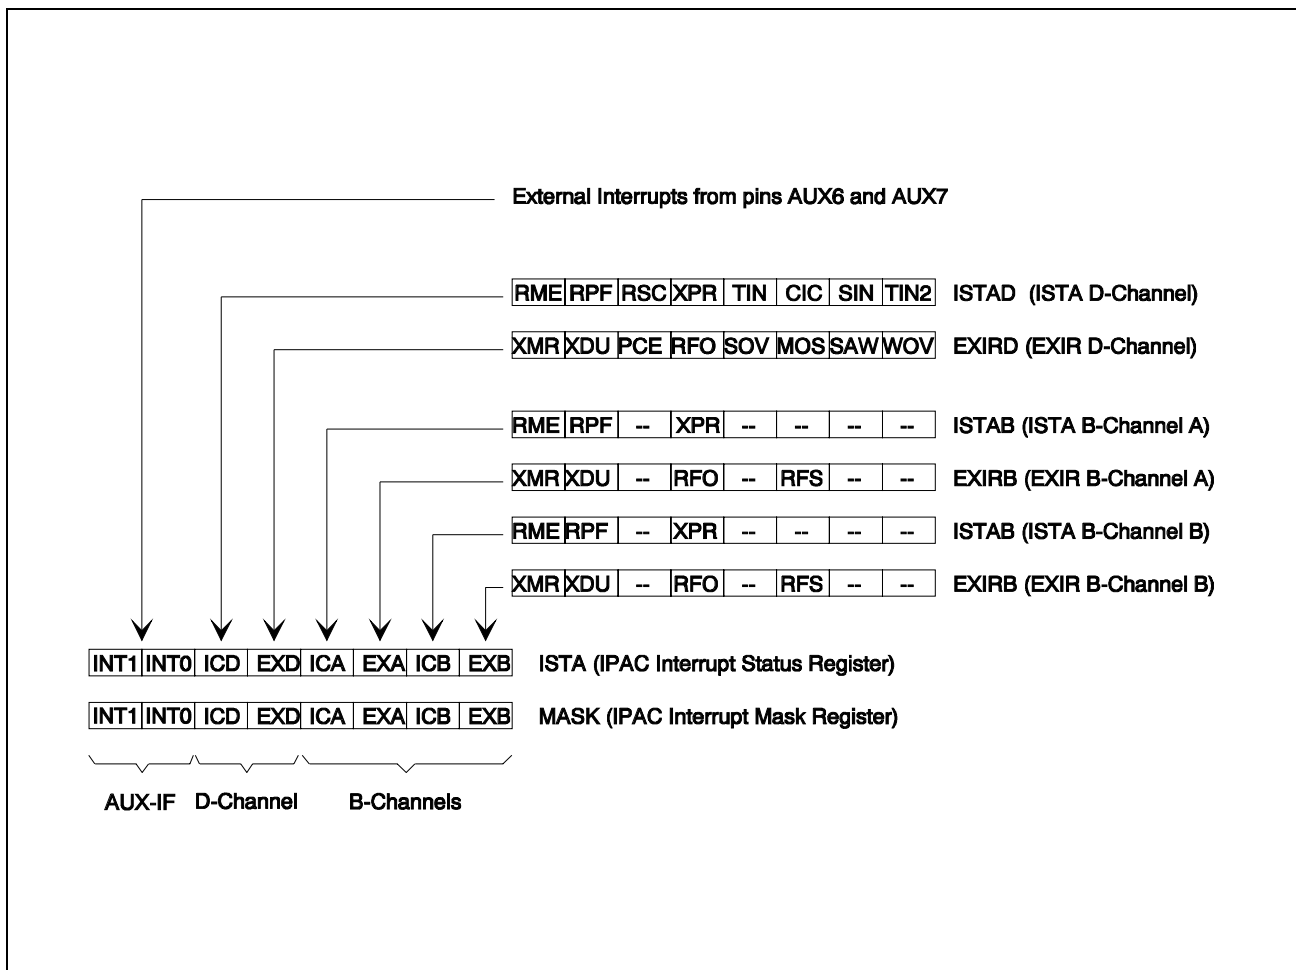 External Interrupts from pins AUX6 and AUX7
RME RPF RSC XPR TIN CIC SIN TIN2 ISTAD (ISTA D-Channel)
XMR XDU PCE RFO SOV MOS SAW WOV EXIRD (EXIR D-Channel)
RME RPF -- XPR -- -- -- -- ISTAB (ISTA B-Channel A)
XMR XDU -- RFO -- RFS -- -- EXIRB (EXIR B-Channel A)
RME RPF -- XPR -- -- -- -- ISTAB (ISTA B-Channel B)
XMR XDU -- RFO -- RFS -- -- EXIRB (EXIR B-Channel B)
INT1 INT0 ICD EXD ICA EXA ICB EXB ISTA (IPAC Interrupt Status Register)
INT1 INT0 ICD EXD ICA EXA ICB EXB MASK (IPAC Interrupt Mask Register)
AUX-IF D-Channel B-Channels